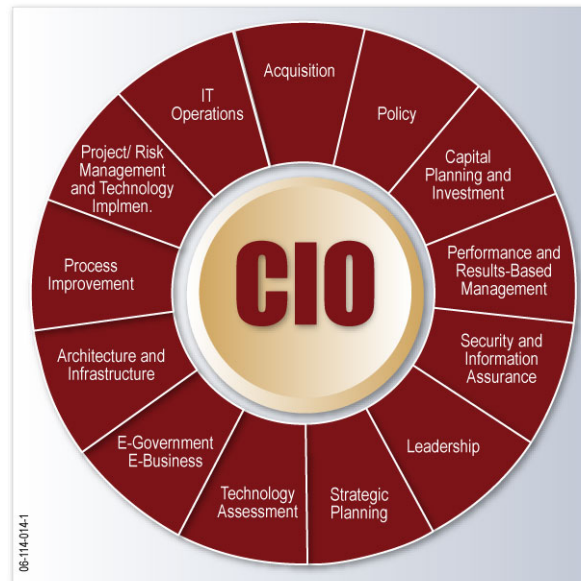 Acquisition
Policy
Capital
Planning and
Investment
Performance and
Results-Based
Management
Security and
Information
Assurance
Leadership
Strategic
Planning
Technology
Assessment
E-Government
E-Business
Architecture and
Infrastructure
Process
Improvement
Project/ Risk
Management
and Technology
Implmen.
IT
Operations
CIO
06-114-014-1